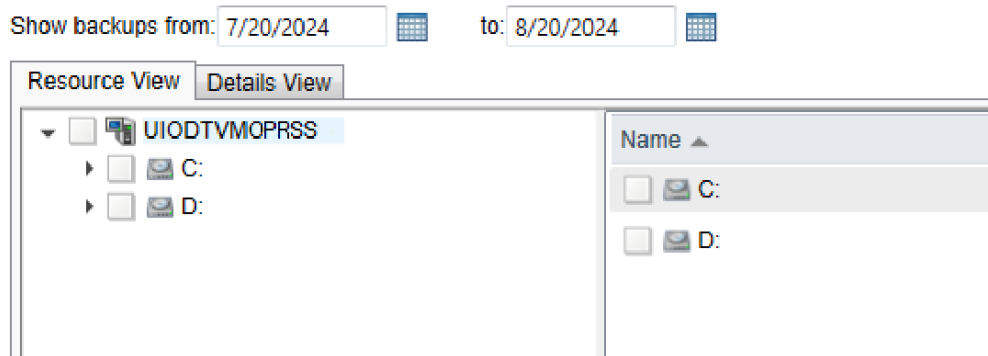 Show backups from: 7/20/2024 to: 8/20/2024
Resource View Details View
UIODTVMOPRSS
Name
C:
C:
D:
D: